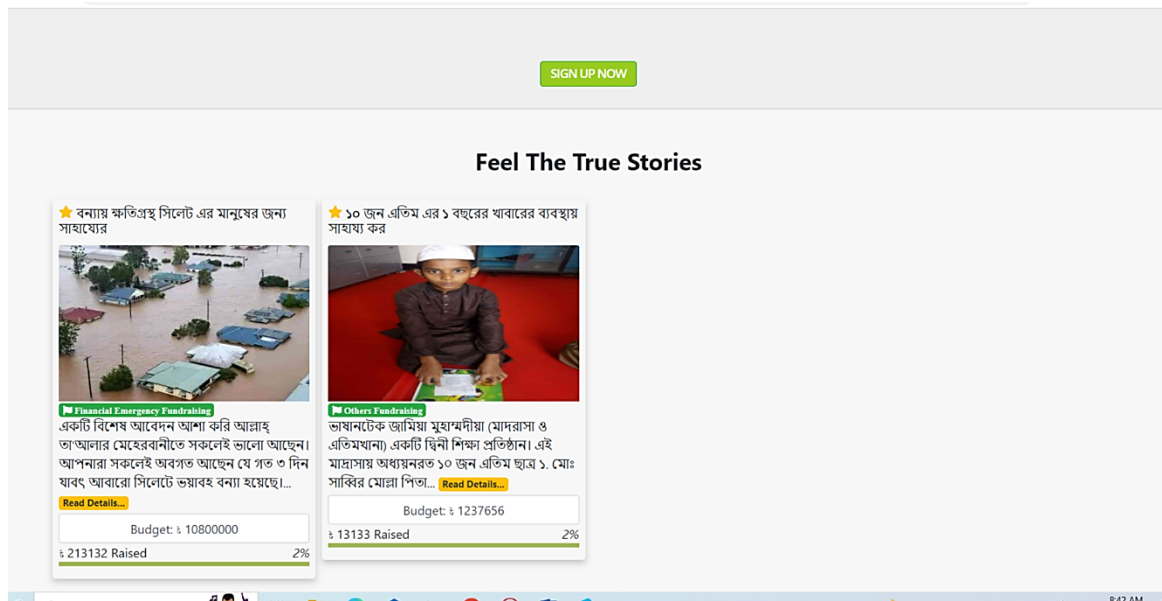 SIGN UP NOW
Feel The True Stories
বন্যায় ক্ষতিগ্রস্থ সিলেট এর মানুষের জন্য
সাহায্যের
Financial Emergency Fundraising
একটি বিশেষ আবেদন আশা করি আল্লাহ্
তা'আলার মেহেরবানীতে সকলেই ভালো আছেন।
আপনারা সকলেই অবগত আছেন যে গত ৩ দিন
যাবৎ আবারো সিলেটে ভয়াবহ বন্যা হয়েছে।...
Read Details...
Budget: ৳ 10800000
৳ 213132 Raised 2%
১০ জন এতিম এর ১ বছরের খাবারের ব্যবস্থায়
সাহায্য কর
Others Fundraising
ভাষানটেক জামিয়া মুহাম্মদীয়া (মাদরাসা ও
এতিমখানা) একটি দ্বিনী শিক্ষা প্রতিষ্ঠান। এই
মাদ্রাসায় অধ্যয়নরত ১০ জন এতিম ছাত্র ১. মোঃ
সাব্বির মোল্লা পিতা... Read Details...
Budget: ৳ 1237656
৳ 13133 Raised 2%
8:42 AM